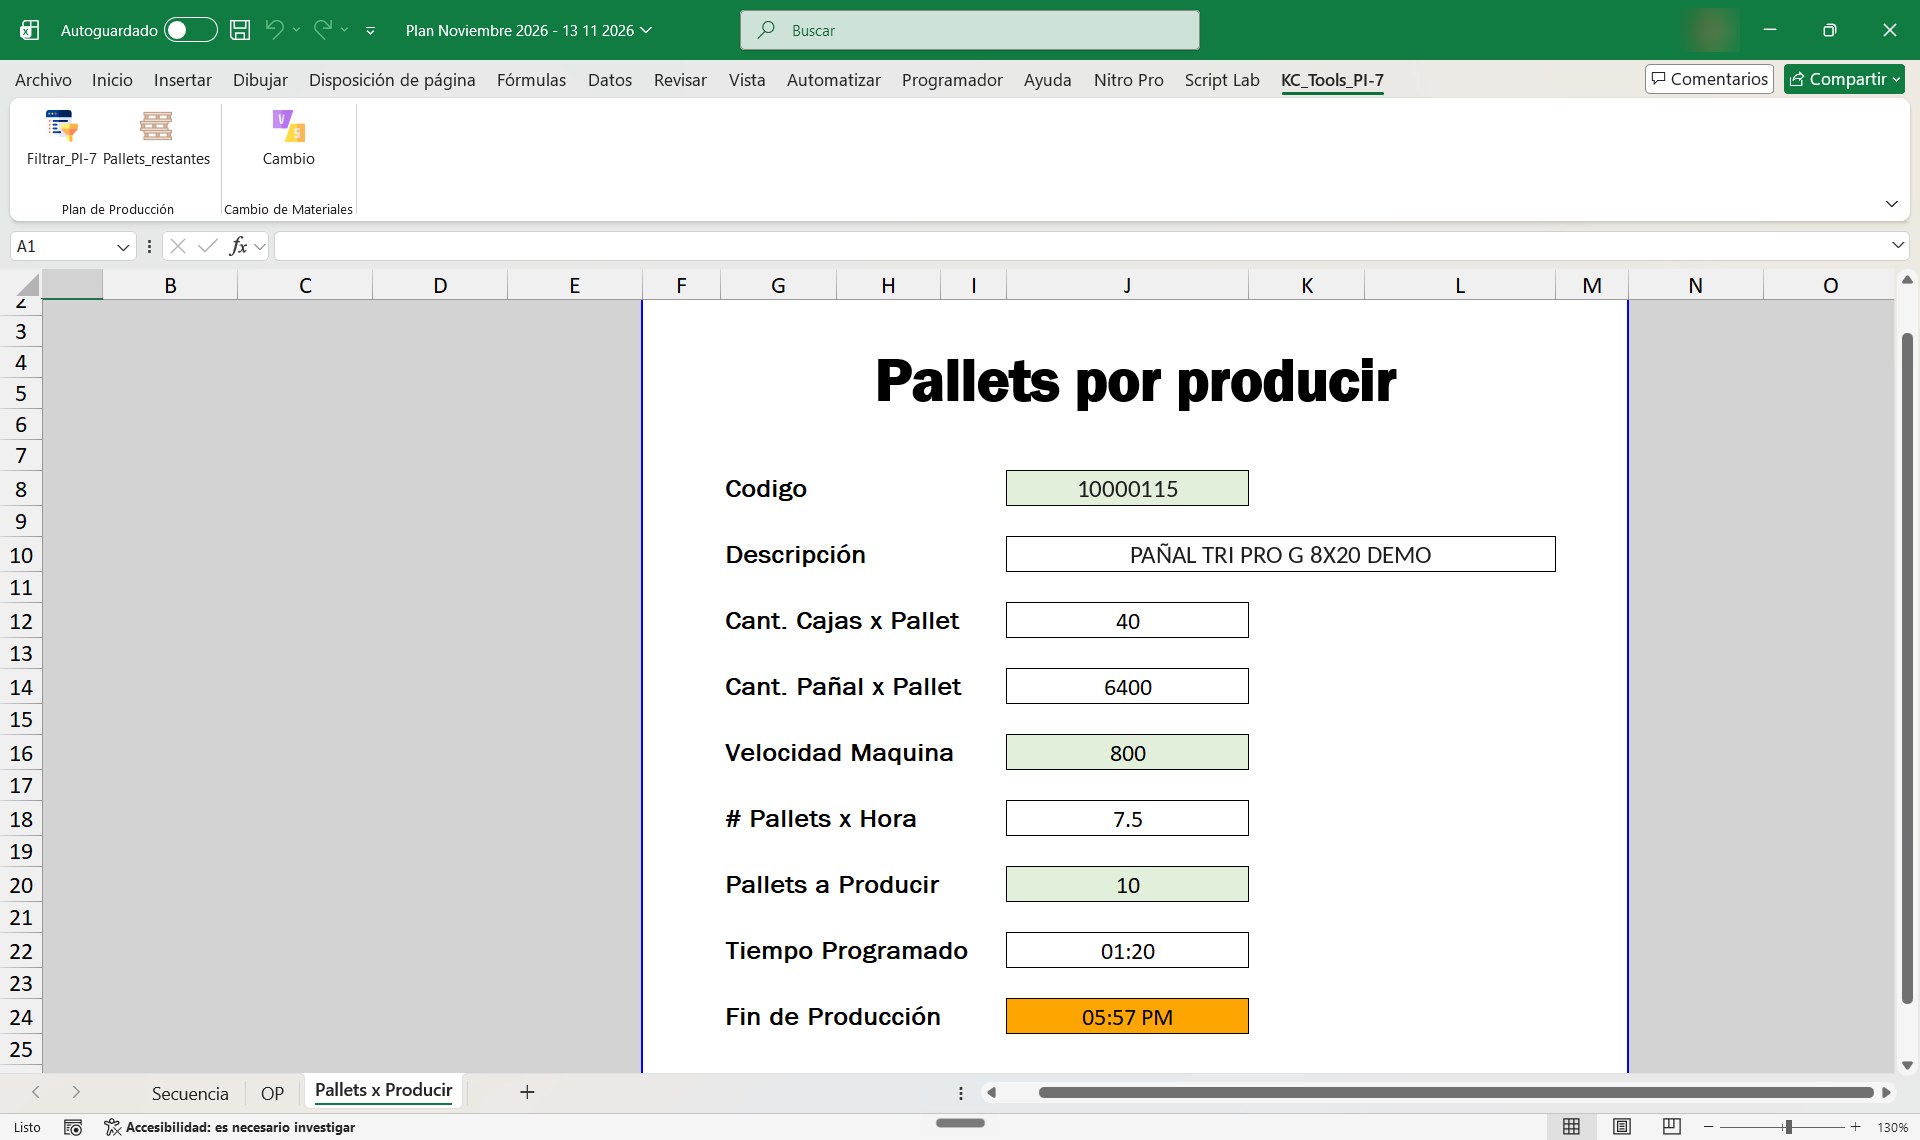 Autoguardado
Plan Noviembre 2026 - 13 11 2026
Buscar
Archivo Inicio Insertar Dibujar Disposición de página Fórmulas Datos Revisar Vista Automatizar Programador Ayuda Nitro Pro Script Lab KC_Tools_PI-7 Comentarios Compartir
Filtrar_PI-7 Pallets_restantes Cambio
Plan de Producción Cambio de Materiales
A1 fx
B C D E F G H I J K L M N O
2
3
4
Pallets por producir
5
6
7
8 Codigo 10000115
9
10 Descripción PAÑAL TRI PRO G 8X20 DEMO
11
12 Cant. Cajas x Pallet 40
13
14 Cant. Pañal x Pallet 6400
15
16 Velocidad Maquina 800
17
18 # Pallets x Hora 7.5
19
20 Pallets a Producir 10
21
22 Tiempo Programado 01:20
23
24 Fin de Producción 05:57 PM
25
Secuencia OP Pallets x Producir
Listo Accesibilidad: es necesario investigar 130%